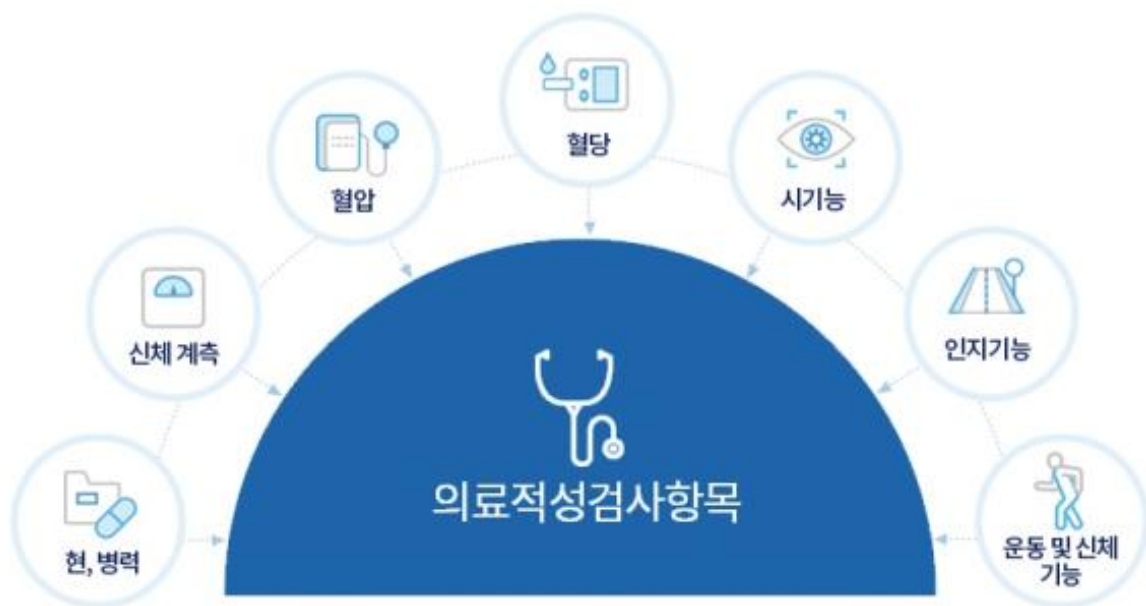 혈당
혈압
시기능
신체 계측
인지기능
의료적성검사항목
현, 병력
운동 및 신체
기능